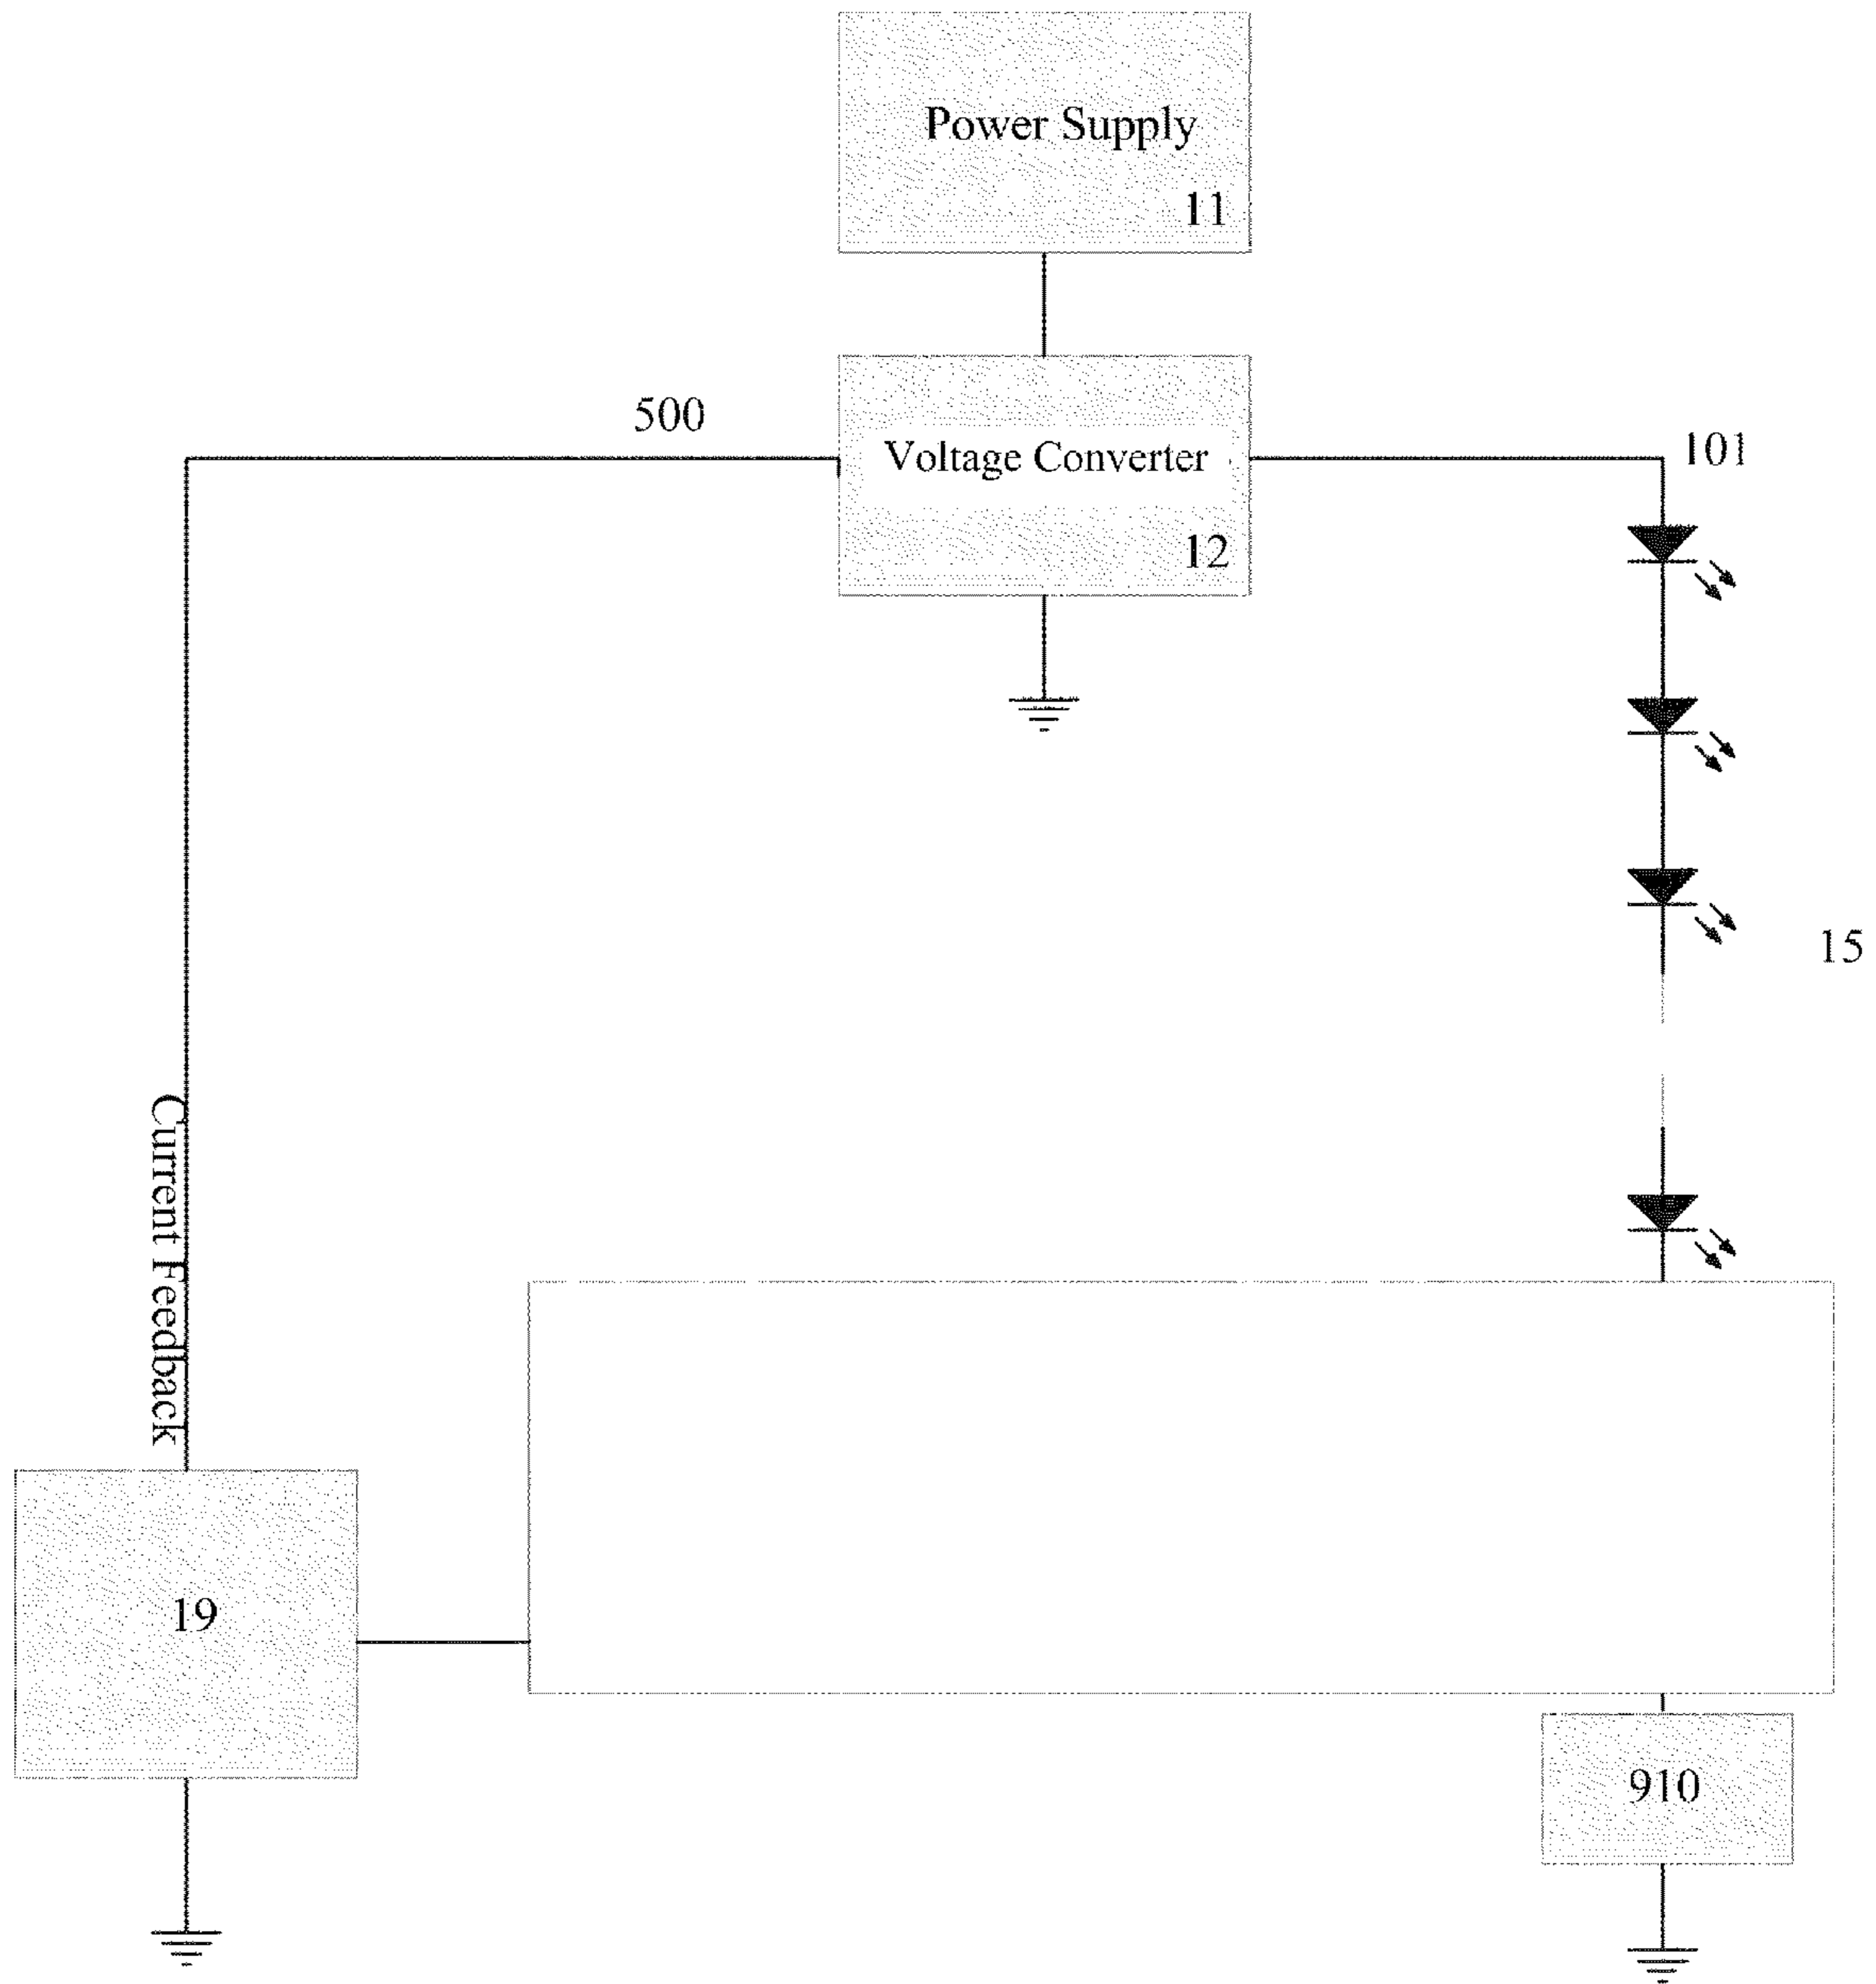 Power Supply
11
500
Voltage Converter
101
12
15
Current Feedback
19
910